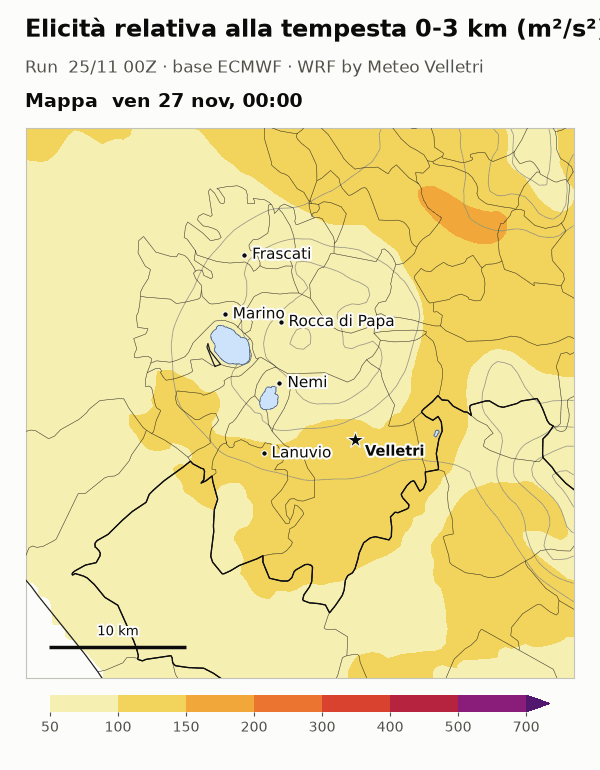 Elicità relativa alla tempesta 0-3 km (m²/s²)
Run  25/11 00Z · base ECMWF · WRF by Meteo Velletri
Mappa  ven 27 nov, 00:00
Frascati
Marino
Rocca di Papa
Nemi
Lanuvio
Velletri
10 km
50 100 150 200 300 400 500 700